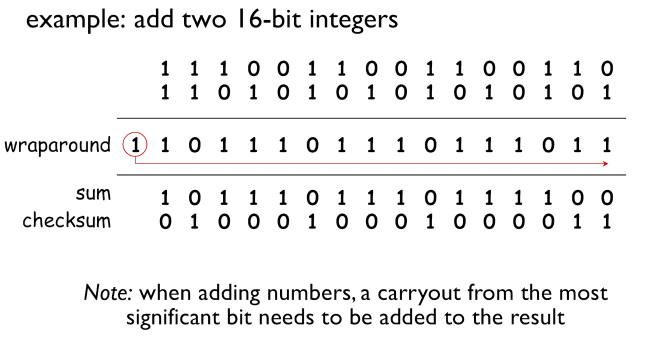 example: add two 16-bit integers
1 1 1 0 0 1 1 0 0 1 1 0 0 1 1 0
1 1 0 1 0 1 0 1 0 1 0 1 0 1 0 1
wraparound 1 1 0 1 1 1 0 1 1 1 0 1 1 1 0 1 1
sum 1 0 1 1 1 0 1 1 1 0 1 1 1 1 0 0
checksum 0 1 0 0 0 1 0 0 0 1 0 0 0 0 1 1
Note: when adding numbers, a carryout from the most
significant bit needs to be added to the result